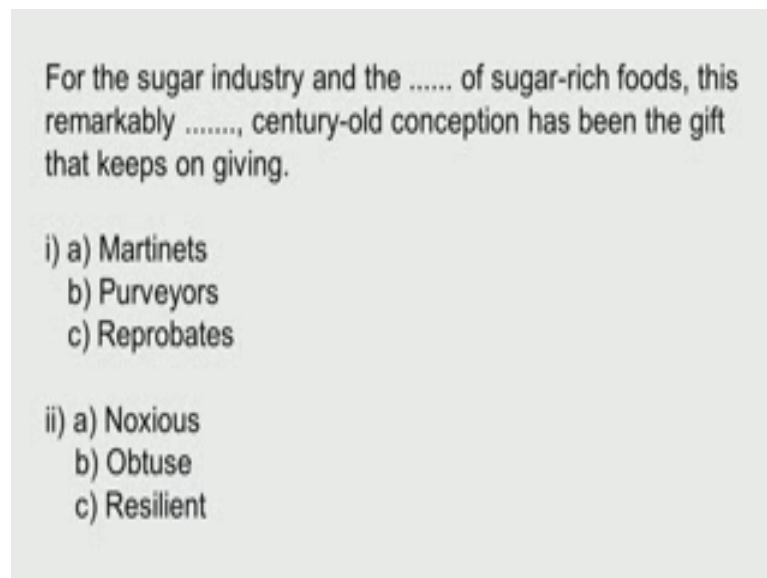 For the sugar industry and the ...... of sugar-rich foods, this
remarkably ......., century-old conception has been the gift
that keeps on giving.
i) a) Martinets
b) Purveyors
c) Reprobates
ii) a) Noxious
b) Obtuse
c) Resilient